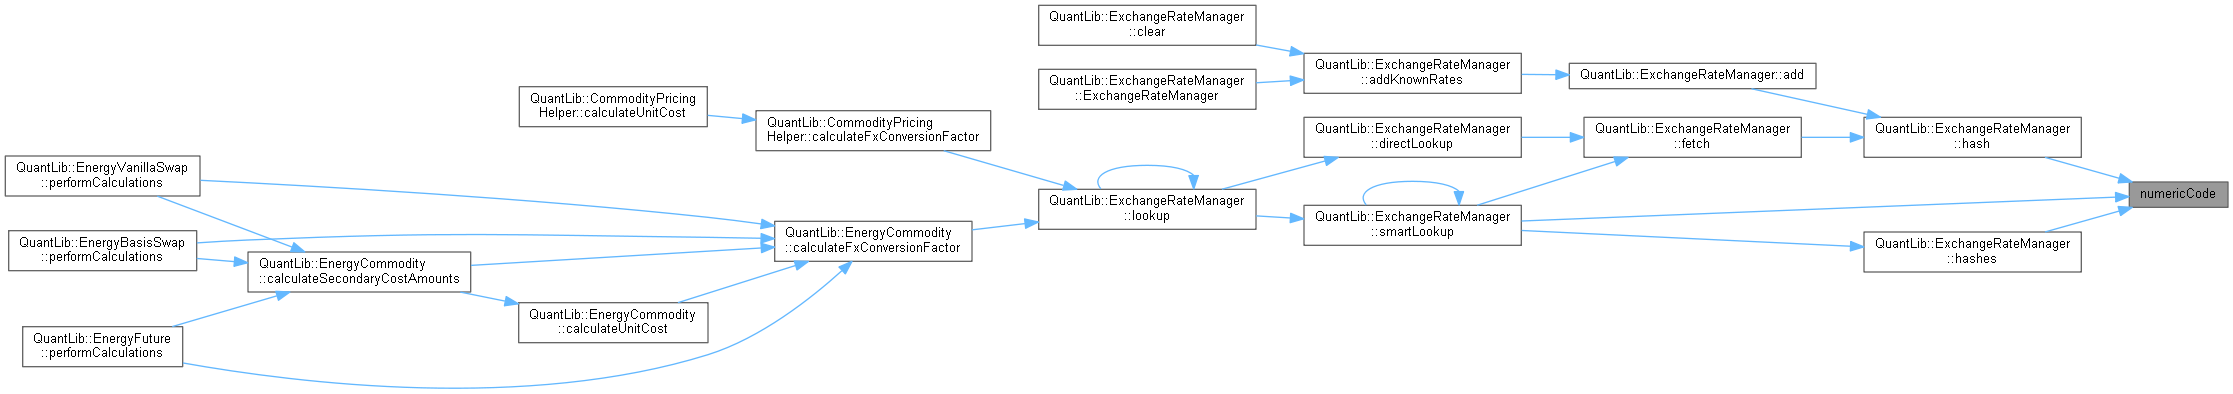 QuantLib::ExchangeRateManager
::clear
QuantLib::ExchangeRateManager
::addKnownRates
QuantLib::ExchangeRateManager::add
QuantLib::ExchangeRateManager
::ExchangeRateManager
QuantLib::CommodityPricing
Helper::calculateUnitCost
QuantLib::CommodityPricing
Helper::calculateFxConversionFactor
QuantLib::ExchangeRateManager
::directLookup
QuantLib::ExchangeRateManager
::fetch
QuantLib::ExchangeRateManager
::hash
QuantLib::EnergyVanillaSwap
::performCalculations
QuantLib::ExchangeRateManager
::lookup
numericCode
QuantLib::ExchangeRateManager
::smartLookup
QuantLib::EnergyBasisSwap
::performCalculations
QuantLib::EnergyCommodity
::calculateFxConversionFactor
QuantLib::ExchangeRateManager
::hashes
QuantLib::EnergyCommodity
::calculateSecondaryCostAmounts
QuantLib::EnergyCommodity
::calculateUnitCost
QuantLib::EnergyFuture
::performCalculations